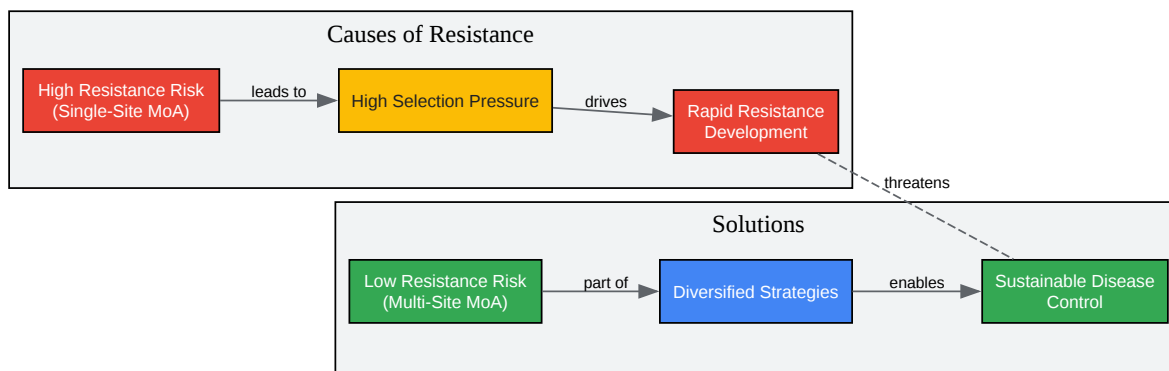 Causes of Resistance
High Resistance Risk
(Single-Site MoA)
leads to
High Selection Pressure
drives
Rapid Resistance
Development
threatens
Solutions
Low Resistance Risk
(Multi-Site MoA)
part of
Diversified Strategies
enables
Sustainable Disease
Control